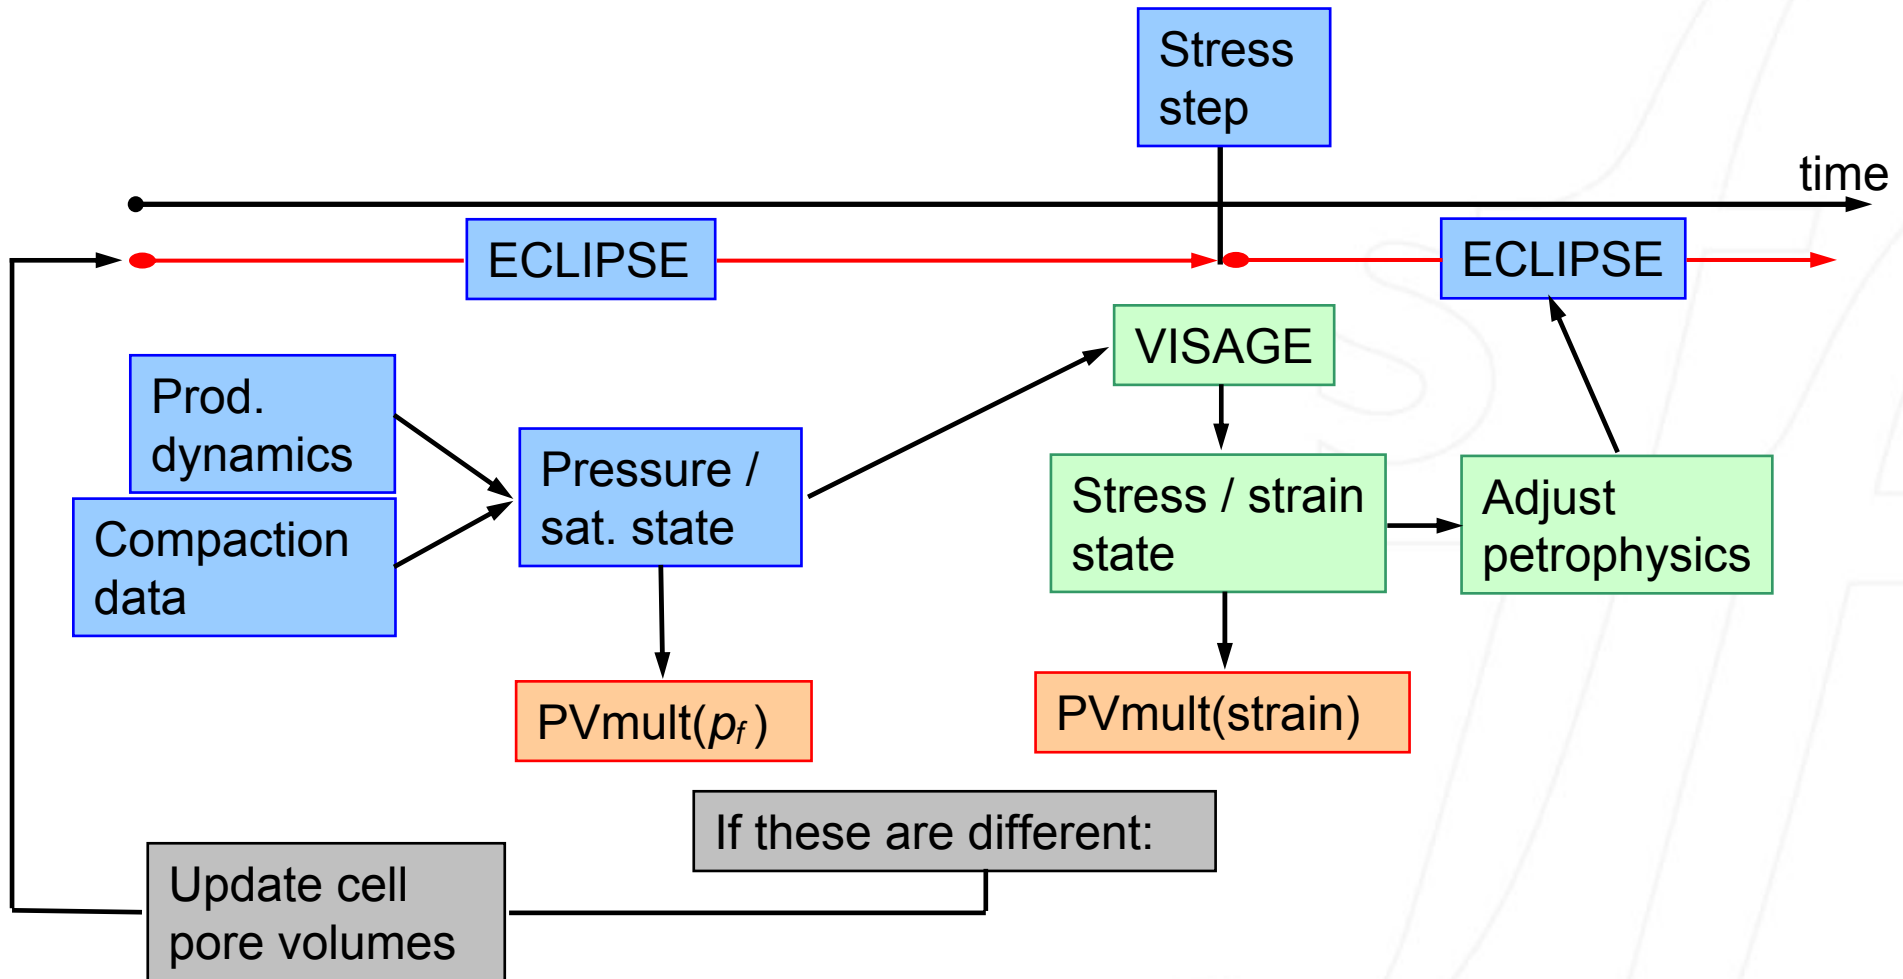 Stress
step
time
ECLIPSE
ECLIPSE
VISAGE
Prod.
dynamics
Compaction
data
Pressure /
sat. state
Stress / strain
state
Adjust
petrophysics
PVmult(pf )
PVmult(strain)
If these are different:
Update cell
pore volumes